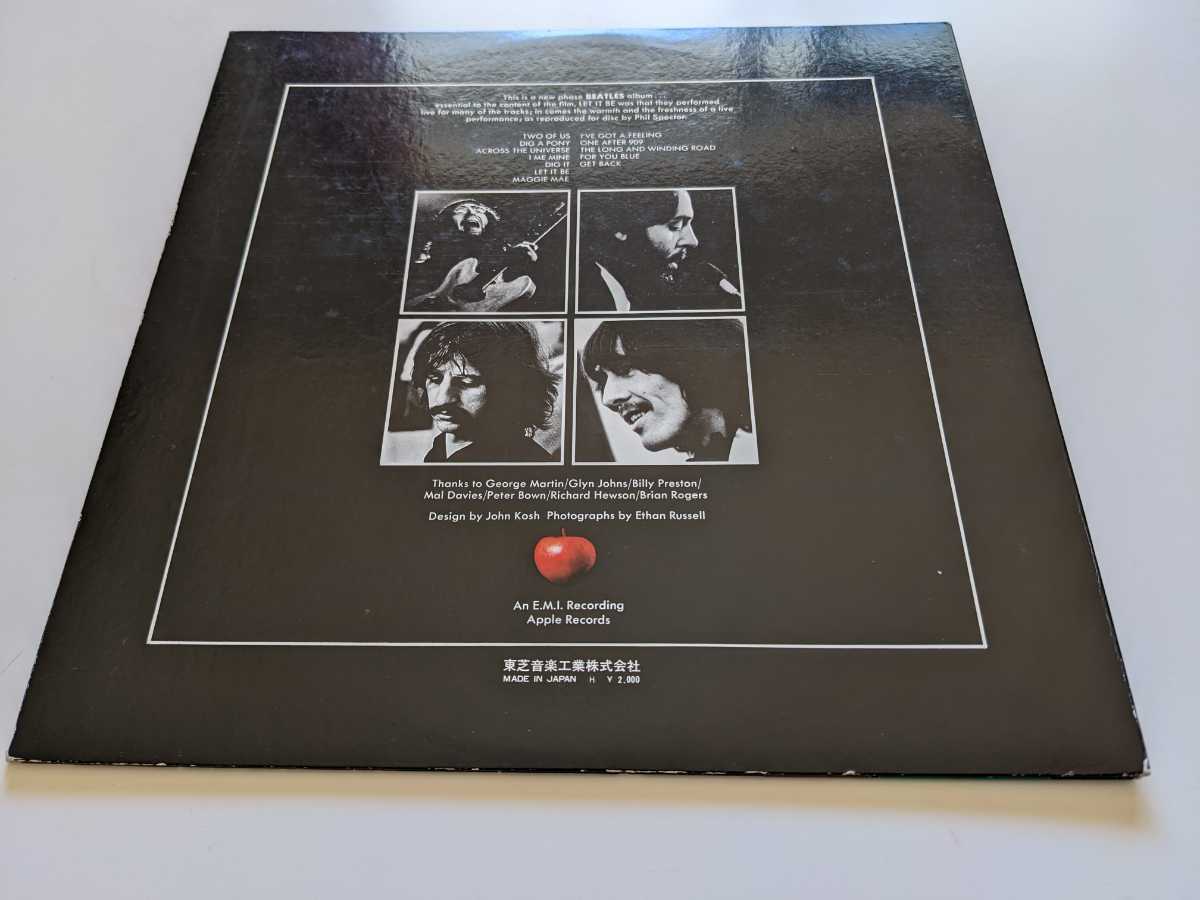 This is a new phase BEATLES album . . .
essential to the content of the film, LET IT BE was that they performed
live for many of the tracks; in comes the warmth and the freshness of a live
performance; as reproduced for disc by Phil Spector.
TWO OF US
DIG A PONY
ACROSS THE UNIVERSE
I ME MINE
DIG IT
LET IT BE
MAGGIE MAE
I'VE GOT A FEELING
ONE AFTER 909
THE LONG AND WINDING ROAD
FOR YOU BLUE
GET BACK
Thanks to George Martin/Glyn Johns/Billy Preston/
Mal Davies/Peter Bown/Richard Hewson/Brian Rogers
Design by John Kosh Photographs by Ethan Russell
An E.M.I. Recording
Apple Records
東芝音楽工業株式会社
MADE IN JAPAN H ¥ 2,000